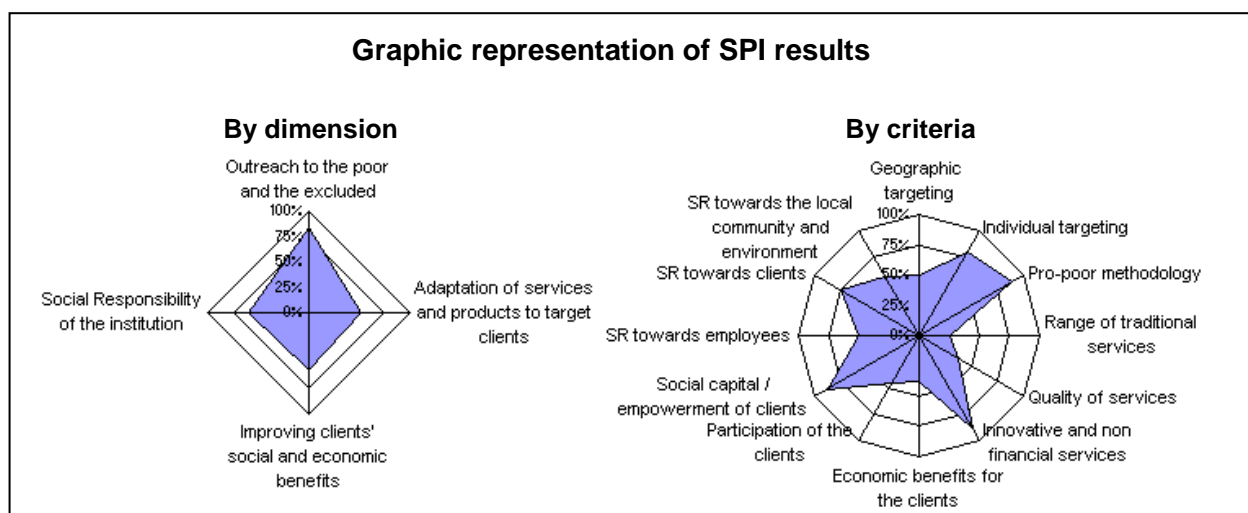 Graphic representation of SPI results
By dimension
Outreach to the poor
and the excluded
100%
75%
50%
25%
0%
Social Responsibility
of the institution
Adaptation of services
and products to target
clients
Improving clients'
social and economic
benefits
By criteria
Geographic
targeting
100%
75%
50%
25%
0%
SR towards the local
community and
environment
Individual targeting
SR towards clients
Pro-poor methodology
SR towards employees
Range of traditional
services
Social capital /
empowerment of clients
Quality of services
Participation of the
clients
Innovative and non
financial services
Economic benefits for
the clients